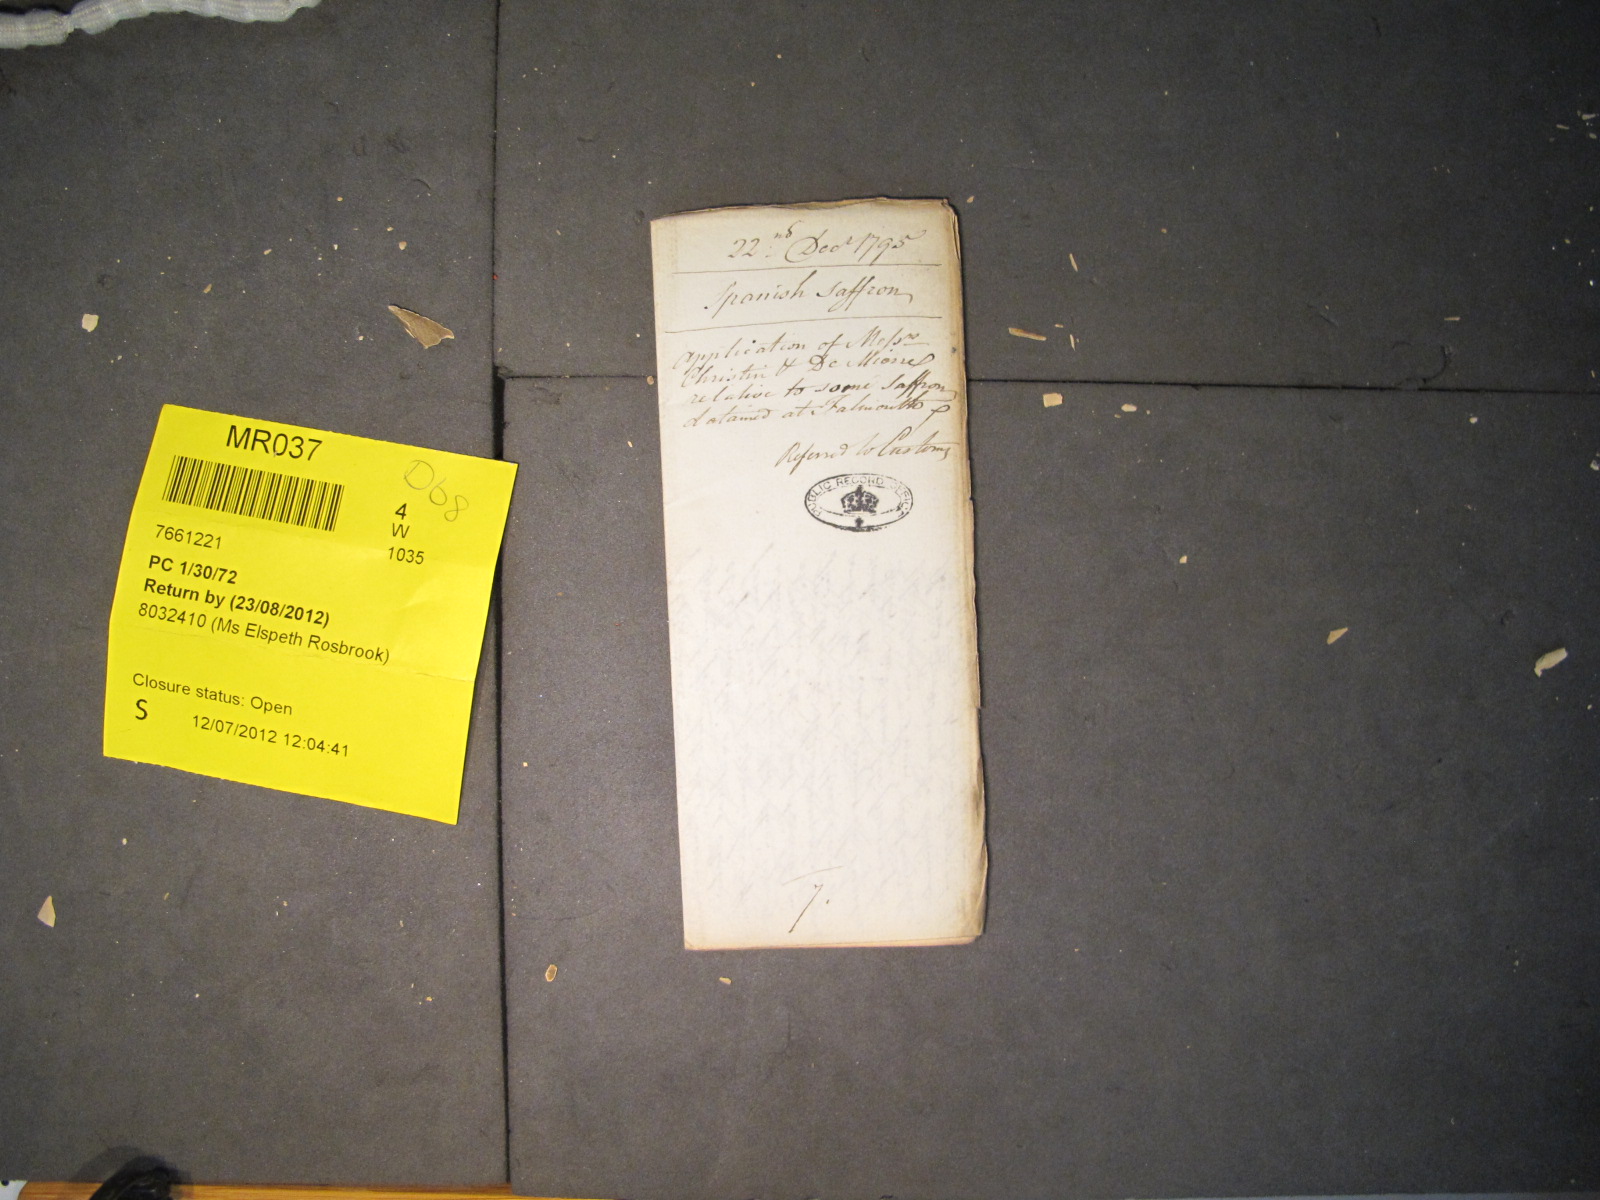 22nd Decr 1795
Spanish Saffron
Application of Messrs
Christin & De
relative to some Saffron
detained at Falmouth
Referred to Customs
PUBLIC RECORD OFFICE
7.
MR037
D68
4
W
1035
7661221
PC 1/30/72
Return by (23/08/2012)
8032410 (Ms Elspeth Rosbrook)
Closure status: Open
S 12/07/2012 12:04:41